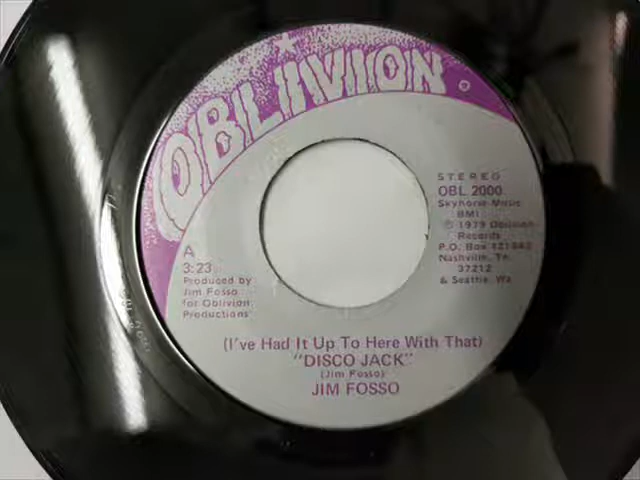 OBLIVION
STEREO
OBL 2000
Skyhorse Music
BMI
1979 Oblivion
Records
P.O. Box
Nashville, Tn
37212
& Seattle, Wa
A
3:23
Produced by
Jim Fosso
for Oblivion
Productions
(I've Had It Up To Here With That)
"DISCO JACK"
(Jim Fosso)
JIM FOSSO